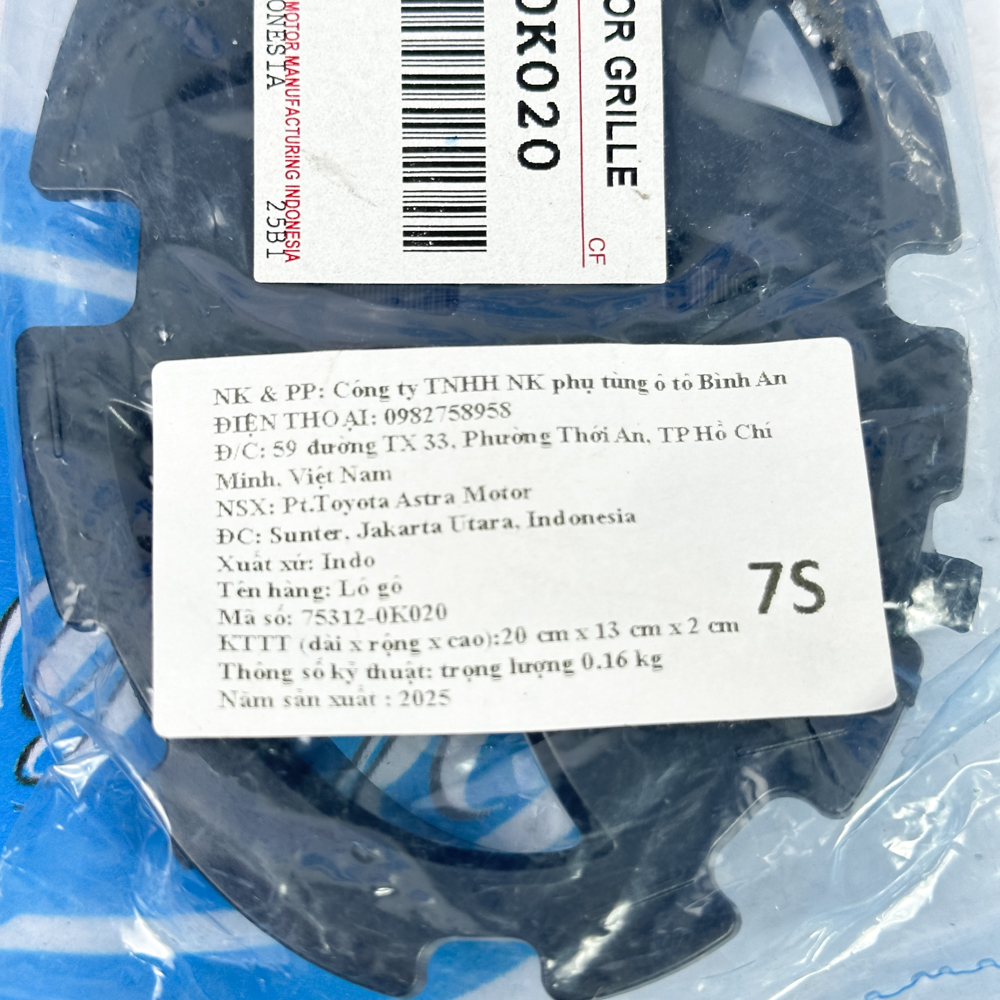 OR GRILLE
CF
0K020
MOTOR MANUFACTURING INDONESIA
ONESIA
25B1
NK & PP: Công ty TNHH NK phụ tùng ô tô Bình An
ĐIỆN THOẠI: 0982758958
Đ/C: 59 đường TX 33, Phường Thới An, TP Hồ Chí
Minh, Việt Nam
NSX: Pt.Toyota Astra Motor
ĐC: Sunter, Jakarta Utara, Indonesia
Xuất xứ: Indo
Tên hàng: Lô gô
Mã số: 75312-0K020
KTTT (dài x rộng x cao):20 cm x 13 cm x 2 cm
Thông số kỹ thuật: trọng lượng 0.16 kg
Năm sản xuất : 2025
7S